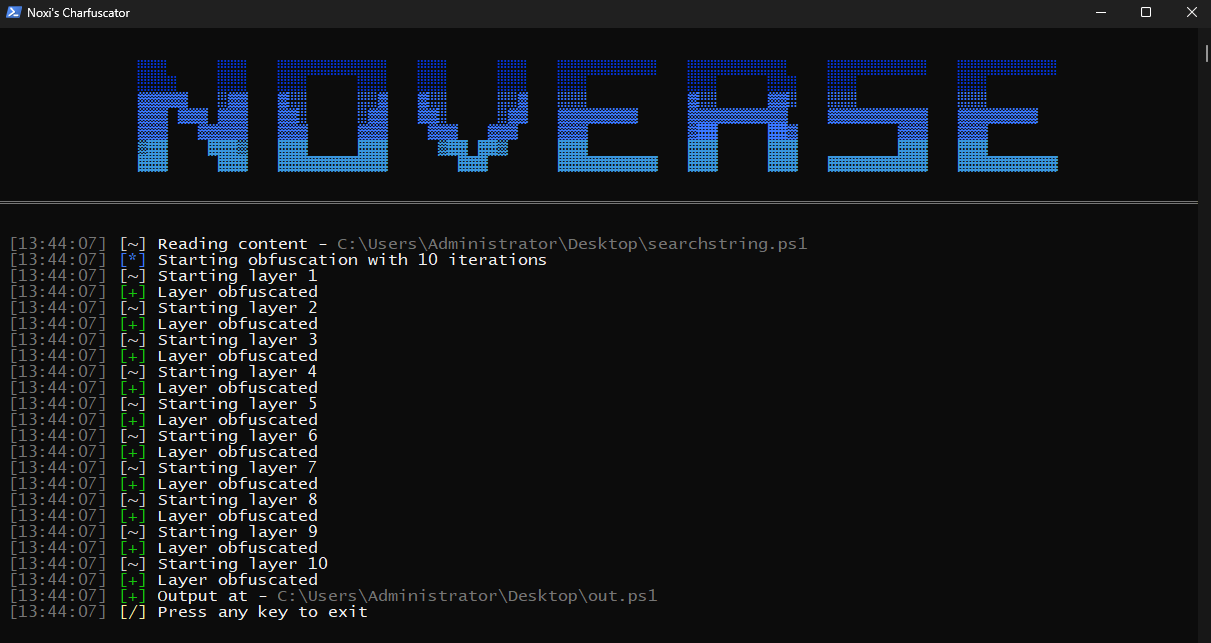 Noxi's Charfuscator
NOVERSE
[13:44:07] [~] Reading content - C:\Users\Administrator\Desktop\searchstring.ps1
[13:44:07] [*] Starting obfuscation with 10 iterations
[13:44:07] [~] Starting layer 1
[13:44:07] [+] Layer obfuscated
[13:44:07] [~] Starting layer 2
[13:44:07] [+] Layer obfuscated
[13:44:07] [~] Starting layer 3
[13:44:07] [+] Layer obfuscated
[13:44:07] [~] Starting layer 4
[13:44:07] [+] Layer obfuscated
[13:44:07] [~] Starting layer 5
[13:44:07] [+] Layer obfuscated
[13:44:07] [~] Starting layer 6
[13:44:07] [+] Layer obfuscated
[13:44:07] [~] Starting layer 7
[13:44:07] [+] Layer obfuscated
[13:44:07] [~] Starting layer 8
[13:44:07] [+] Layer obfuscated
[13:44:07] [~] Starting layer 9
[13:44:07] [+] Layer obfuscated
[13:44:07] [~] Starting layer 10
[13:44:07] [+] Layer obfuscated
[13:44:07] [+] Output at - C:\Users\Administrator\Desktop\out.ps1
[13:44:07] [/] Press any key to exit